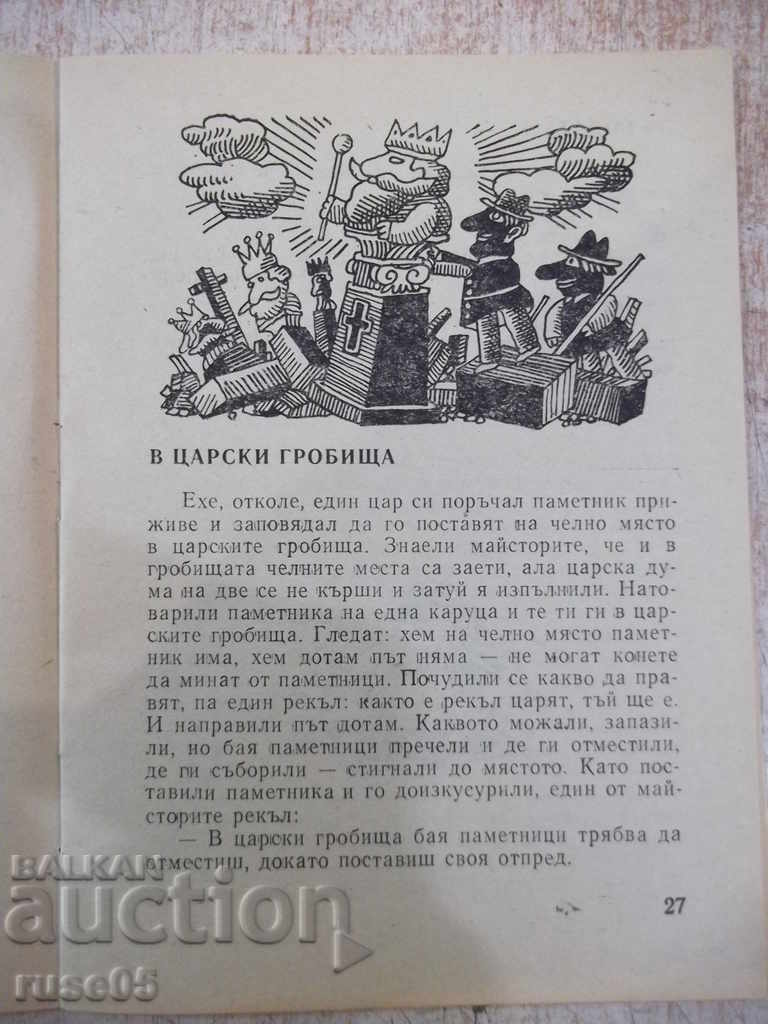 В ЦАРСКИ ГРОБИЩА
Ехе, отколе, един цар си поръчал паметник при-
живе и заповядал да го поставят на челно място
в царските гробища. Знаели майсторите, че и в
гробищата челните места са заети, ала царска ду-
ма на две се не кърши и затуй я изпълнили. Нато-
варили паметника на една каруца и те ти ги в цар-
ските гробища. Гледат: хем на челно място памет-
ник има, хем дотам път няма — не могат конете
да минат от паметници. Почудили се какво да пра-
вят, па един рекъл: както е рекъл царят, тъй ще е.
И направили път дотам. Каквото можали, запази-
ли, но бая паметници пречели и де ги отместили,
де ги съборили — стигнали до мястото. Като пос-
тавили паметника и го доизкусурили, един от май-
сторите рекъл:
— В царски гробища бая паметници трябва да
отместиш, докато поставиш своя отпред.
27
BALKAN
auction
ruse05